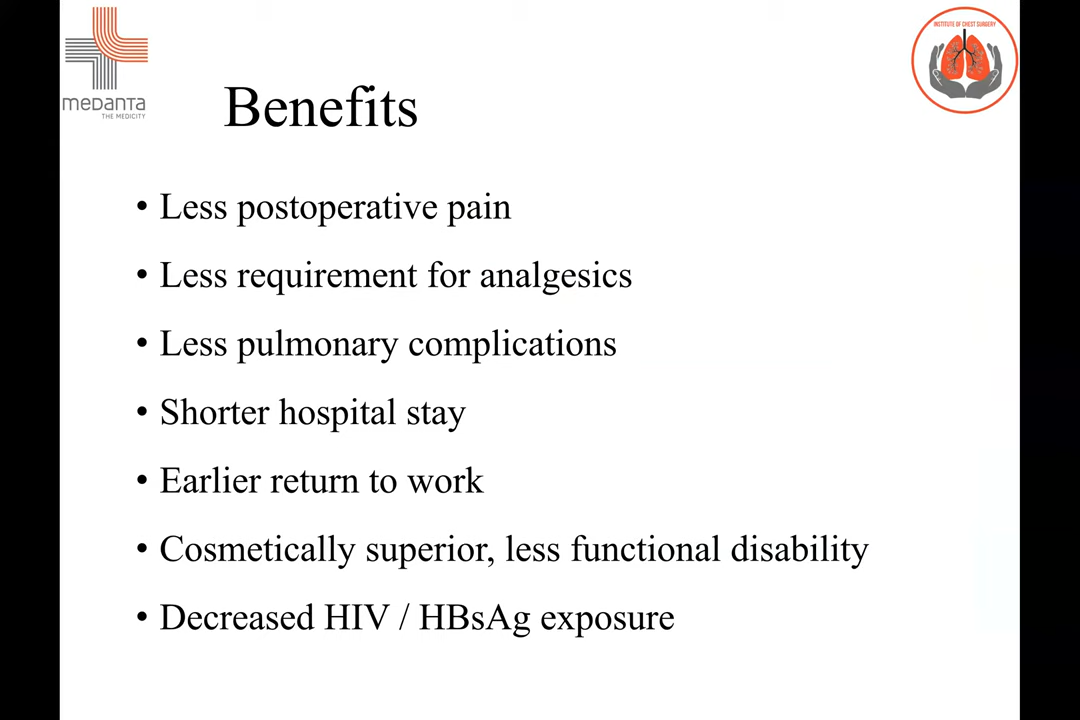 medanta
THE MEDICITY
INSTITUTE OF CHEST SURGERY
Benefits
• Less postoperative pain
• Less requirement for analgesics
• Less pulmonary complications
• Shorter hospital stay
• Earlier return to work
• Cosmetically superior, less functional disability
• Decreased HIV / HBsAg exposure